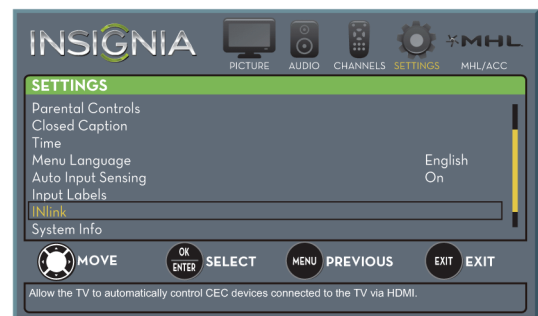 INSIGNIA
PICTURE AUDIO CHANNELS SETTINGS MHL/ACC
MHL
SETTINGS
Parental Controls
Closed Caption
Time
Menu Language English
Auto Input Sensing On
Input Labels
INlink
System Info
MOVE OK ENTER SELECT MENU PREVIOUS EXIT EXIT
Allow the TV to automatically control CEC devices connected to the TV via HDMI.